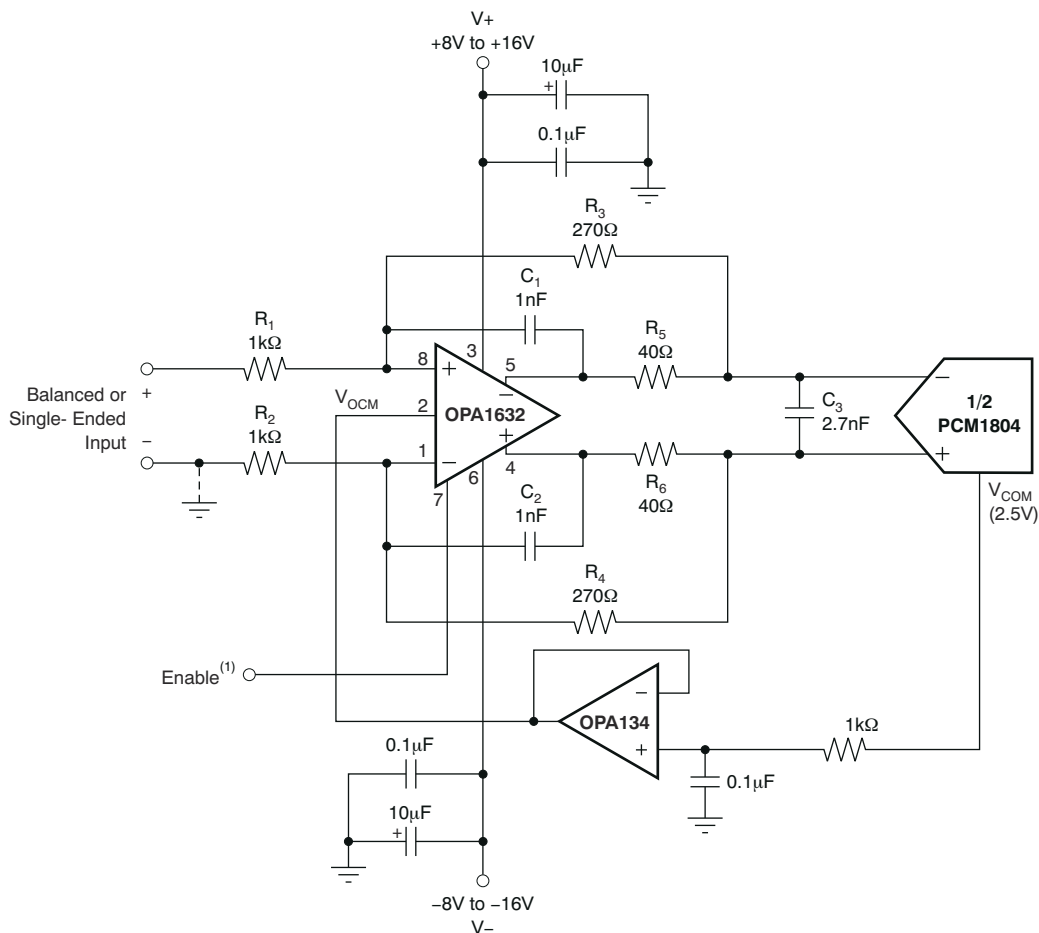 V+
+8V to +16V
10μF
+
0.1μF
R3
270Ω
C1
1nF
R1
1kΩ
R5
40Ω
3
8
+
5
−
Balanced or
Single- Ended
Input
+
−
VOCM
2
OPA1632
C3
2.7nF
−
1/2
PCM1804
+
R2
1kΩ
1
−
+
4
6
7
R6
40Ω
VCOM
(2.5V)
C2
1nF
R4
270Ω
Enable(1)
−
OPA134
+
1kΩ
0.1μF
0.1μF
10μF
+
−8V to −16V
V−